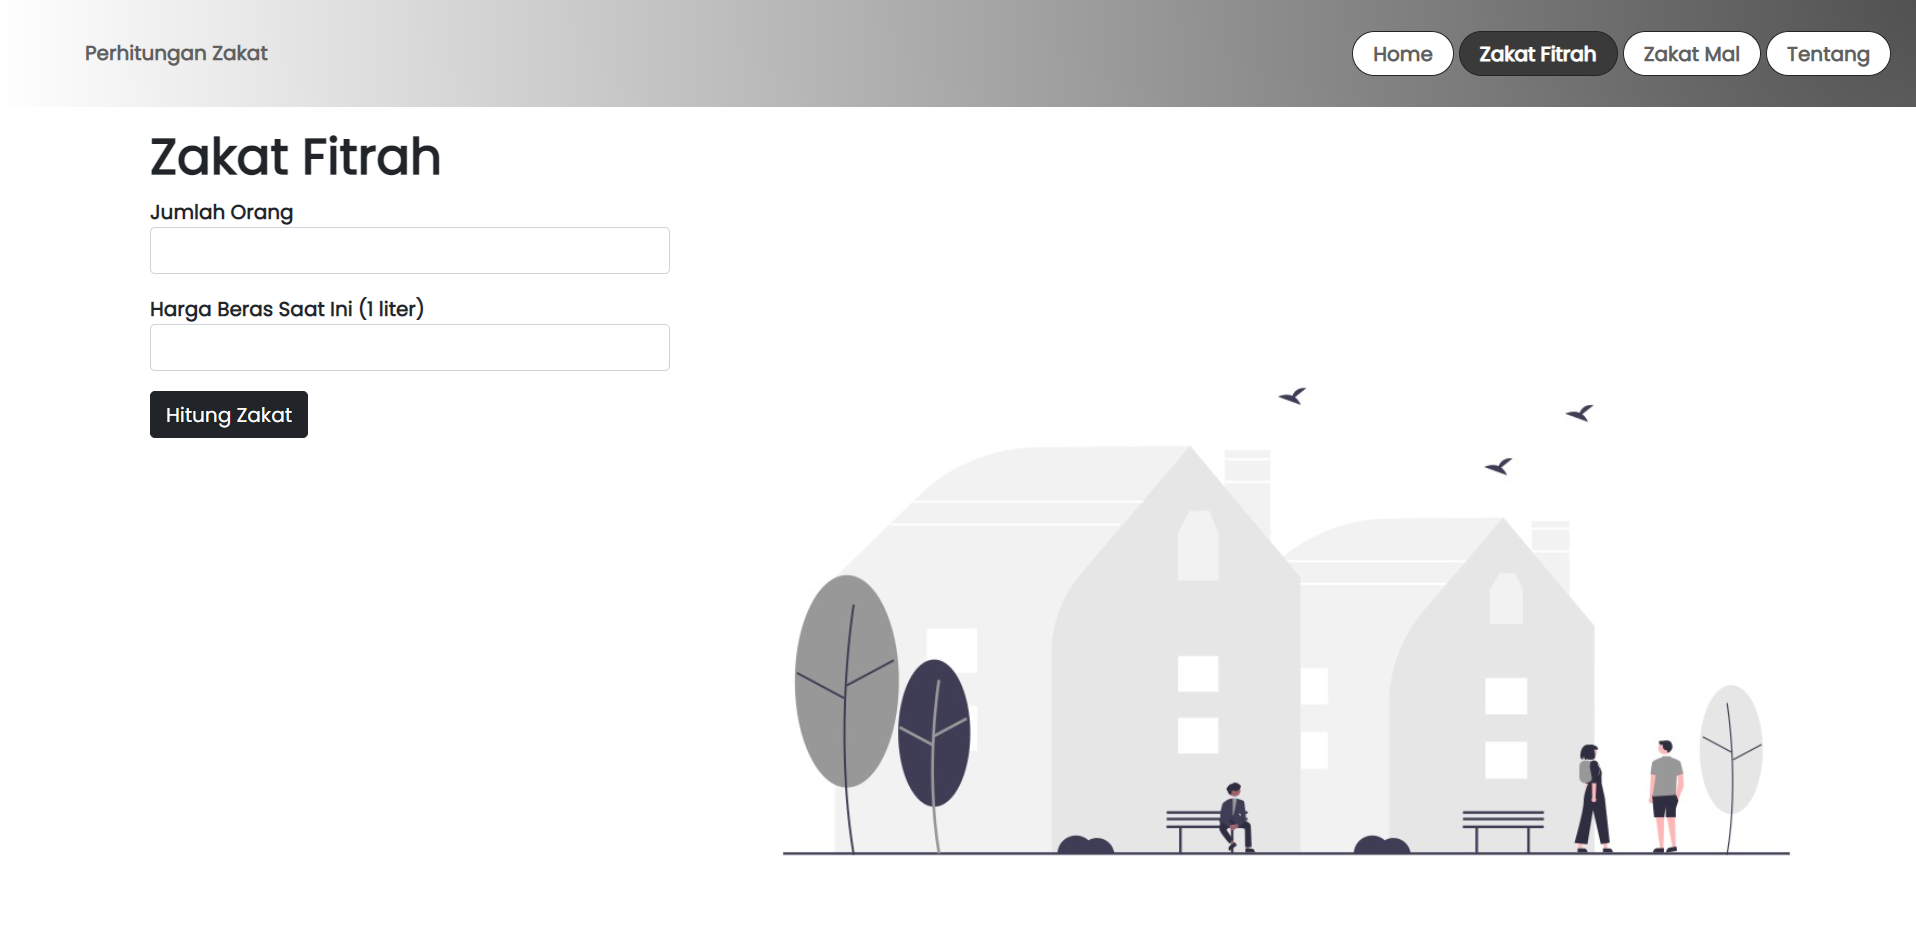 Perhitungan Zakat
Home
Zakat Fitrah
Zakat Mal
Tentang
Zakat Fitrah
Jumlah Orang
Harga Beras Saat Ini (1 liter)
Hitung Zakat